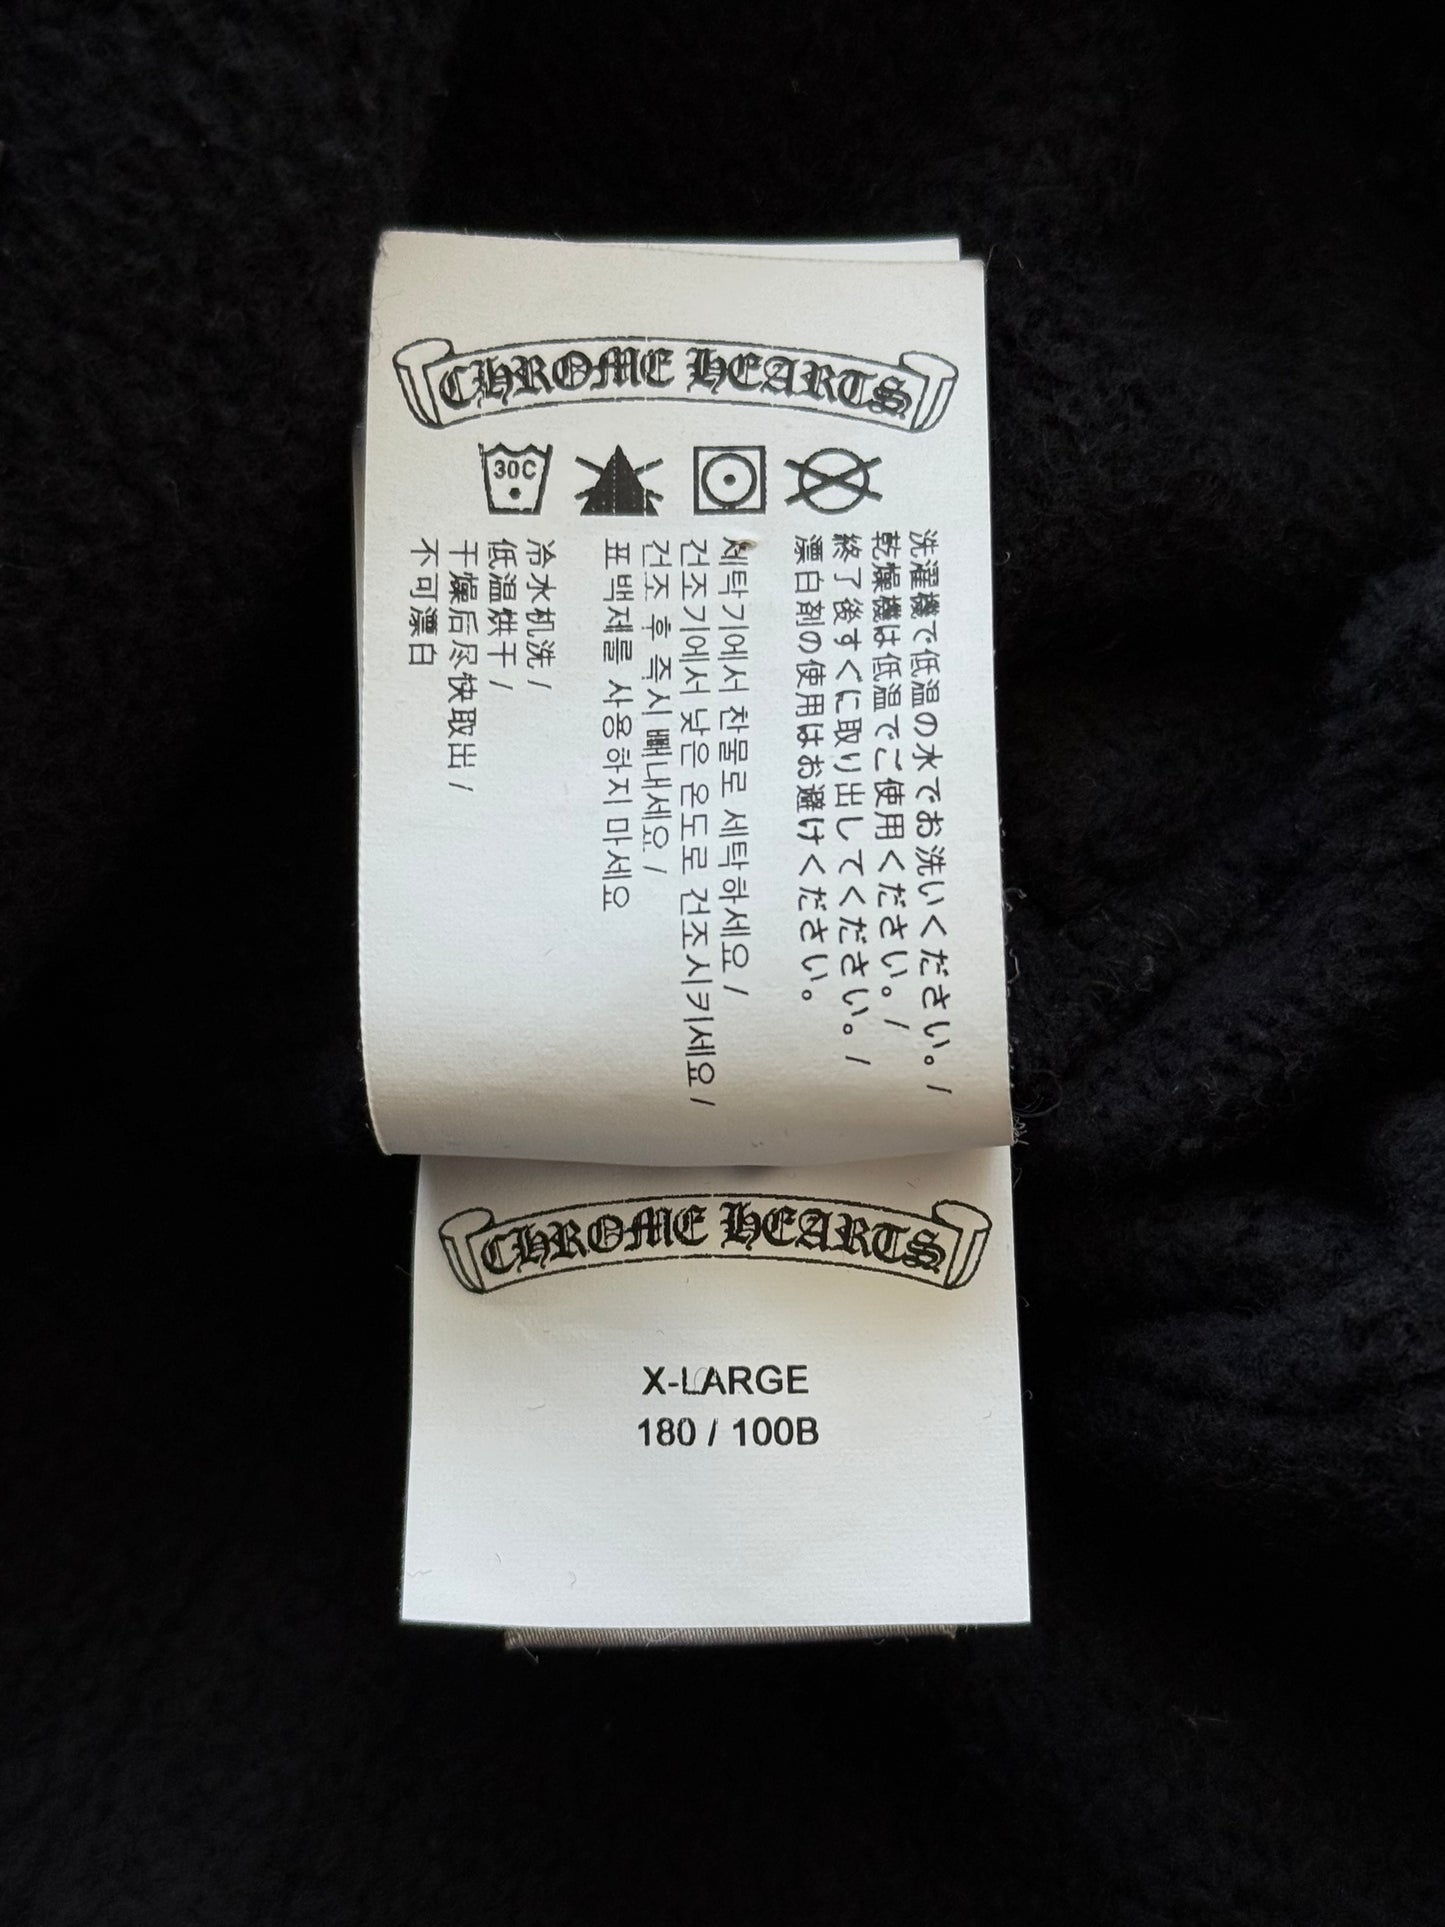 CHROME HEARTS
30C
洗濯機で低温の水でお洗いください。/
乾燥機は低温でご使用ください。/
終了後すぐに取り出してください。/
漂白剤の使用はお避けください。
세탁기에서 찬물로 세탁하세요 /
건조기에서 낮은 온도로 건조시키세요 /
건조 후 즉시 빼내세요 /
표백제를 사용하지 마세요
冷水机洗 /
低温烘干 /
干燥后尽快取出 /
不可漂白
CHROME HEARTS
X-LARGE
180 / 100B